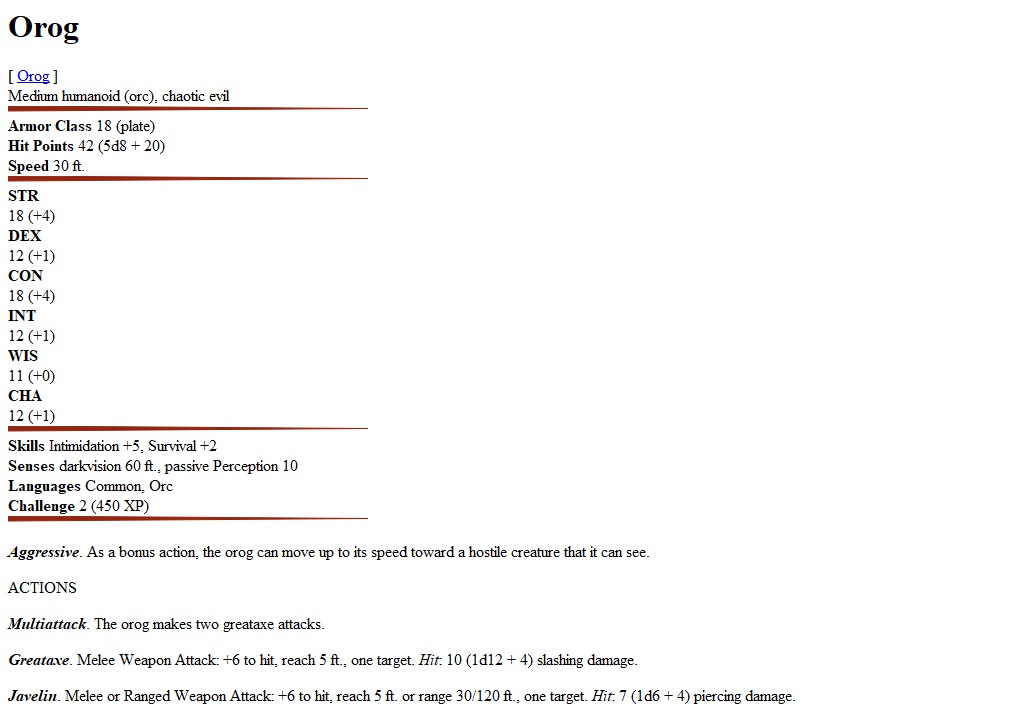 Orog
[ Orog ]
Medium humanoid (orc), chaotic evil
Armor Class 18 (plate)
Hit Points 42 (5d8 + 20)
Speed 30 ft.
STR
18 (+4)
DEX
12 (+1)
CON
18 (+4)
INT
12 (+1)
WIS
11 (+0)
CHA
12 (+1)
Skills Intimidation +5, Survival +2
Senses darkvision 60 ft., passive Perception 10
Languages Common, Orc
Challenge 2 (450 XP)
Aggressive. As a bonus action, the orog can move up to its speed toward a hostile creature that it can see.
ACTIONS
Multiattack. The orog makes two greataxe attacks.
Greataxe. Melee Weapon Attack: +6 to hit, reach 5 ft., one target. Hit: 10 (1d12 + 4) slashing damage.
Javelin. Melee or Ranged Weapon Attack: +6 to hit, reach 5 ft. or range 30/120 ft., one target. Hit: 7 (1d6 + 4) piercing damage.